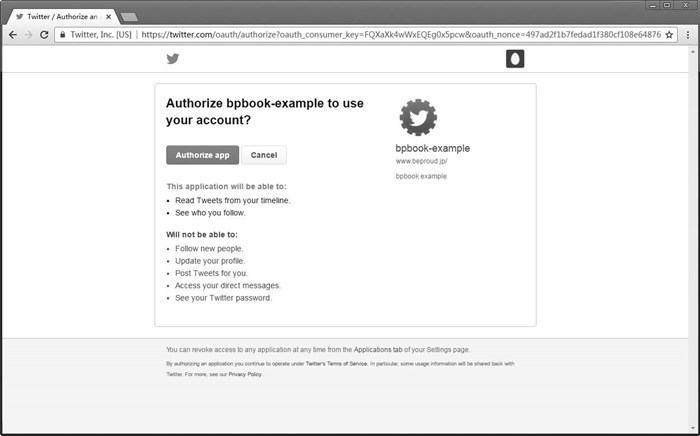 Twitter / Authorize an
Twitter, Inc. [US] | https://twitter.com/oauth/authorize?oauth_consumer_key=FQXaXk4wWxEQEg0x5pcw&oauth_nonce=497ad2f1b7fedad1f380cf108e64876
Authorize bpbook-example to use
your account?
Authorize app Cancel
bpbook-example
www.beproud.jp/
bpbook example
This application will be able to:
• Read Tweets from your timeline.
• See who you follow.
Will not be able to:
• Follow new people.
• Update your profile.
• Post Tweets for you.
• Access your direct messages.
• See your Twitter password.
You can revoke access to any application at any time from the Applications tab of your Settings page.
By authorizing an application you continue to operate under Twitter's Terms of Service. In particular, some usage information will be shared back with
Twitter. For more, see our Privacy Policy.